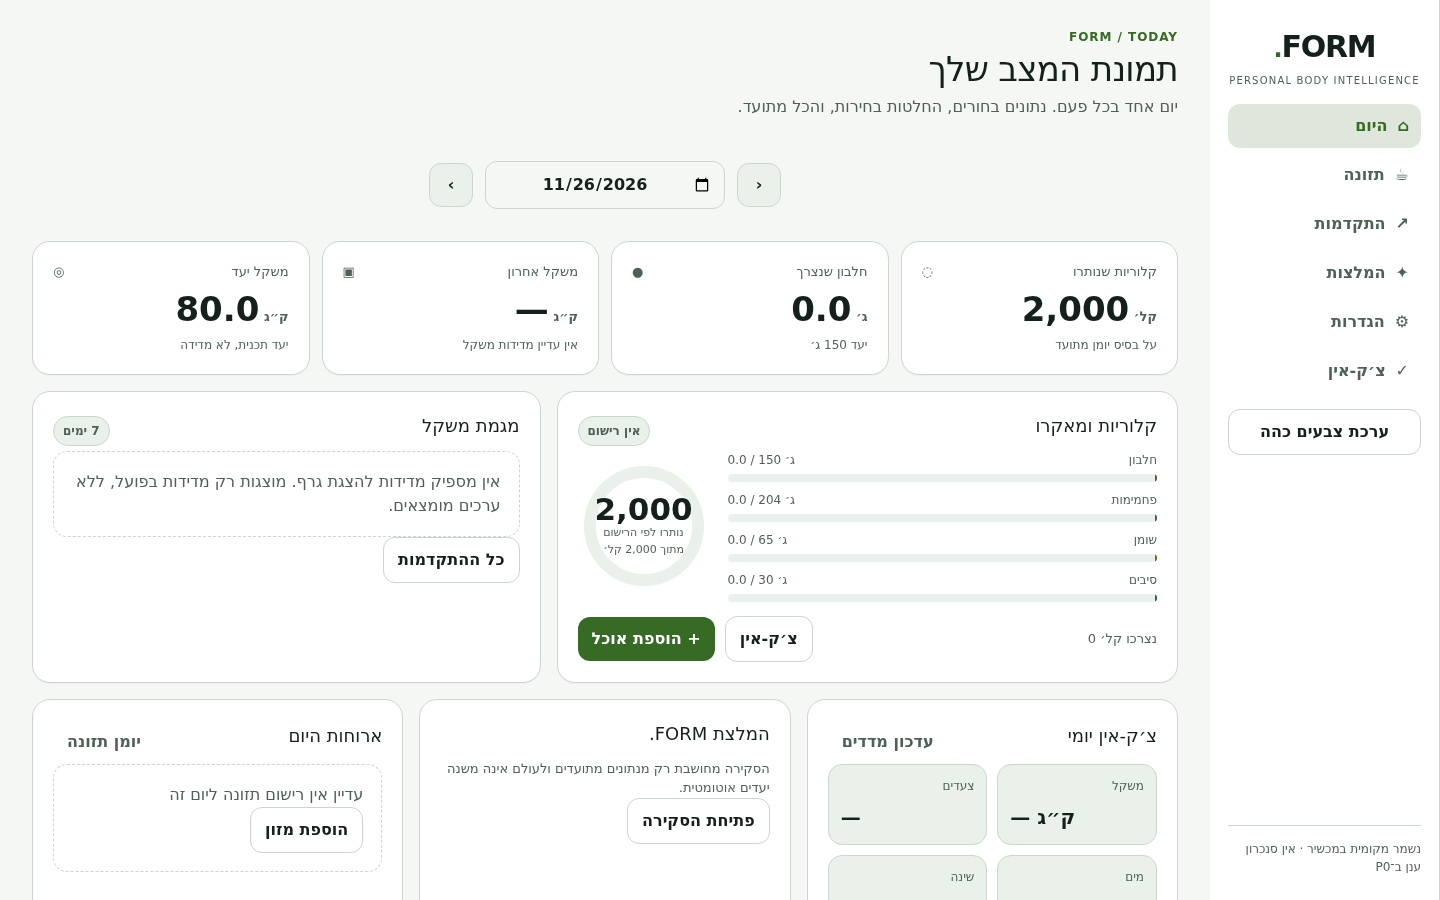 FORM.
PERSONAL BODY INTELLIGENCE
⌂ היום
☕ תזונה
↗ התקדמות
✦ המלצות
⚙ הגדרות
✓ צ׳ק-אין
ערכת צבעים כהה
נשמר מקומית במכשיר · אין סנכרון
ענן ב־P0
FORM / TODAY
תמונת המצב שלך
יום אחד בכל פעם. נתונים בחורים, החלטות בחירות, והכל מתועד.
11/26/2026
קלוריות שנותרו
2,000 קל׳
על בסיס יומן מתועד
חלבון שנצרך
0.0 ג׳
יעד 150 ג׳
משקל אחרון
— ק״ג
אין עדיין מדידות משקל
משקל יעד
80.0 ק״ג
יעד תכנית, לא מדידה
קלוריות ומאקרו
אין רישום
חלבון
0.0 / 150 ג׳
פחמימות
0.0 / 204 ג׳
שומן
0.0 / 65 ג׳
סיבים
0.0 / 30 ג׳
2,000
נותרו לפי הרישום
מתוך 2,000 קל׳
נצרכו קל׳ 0
צ׳ק-אין
+ הוספת אוכל
מגמת משקל
7 ימים
אין מספיק מדידות להצגת גרף. מוצגות רק מדידות בפועל, ללא
ערכים מומצאים.
כל ההתקדמות
צ׳ק-אין יומי
עדכון מדדים
משקל
— ק״ג
צעדים
—
מים
שינה
המלצת FORM.
הסקירה מחושבת רק מנתונים מתועדים ולעולם אינה משנה
יעדים אוטומטית.
פתיחת הסקירה
ארוחות היום
יומן תזונה
עדיין אין רישום תזונה ליום זה
הוספת מזון